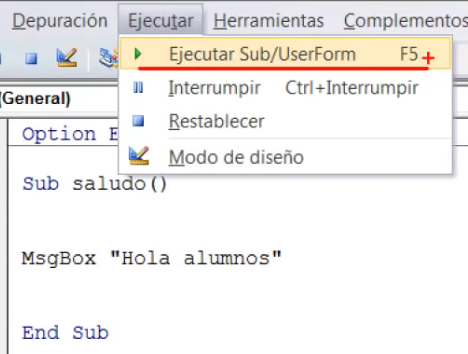 Depuración Ejecutar Herramientas Complementos
Ejecutar Sub/UserForm F5
Interrumpir Ctrl+Interrumpir
(General)
Restablecer
Option E
Modo de diseño
Sub saludo()
MsgBox "Hola alumnos"
End Sub